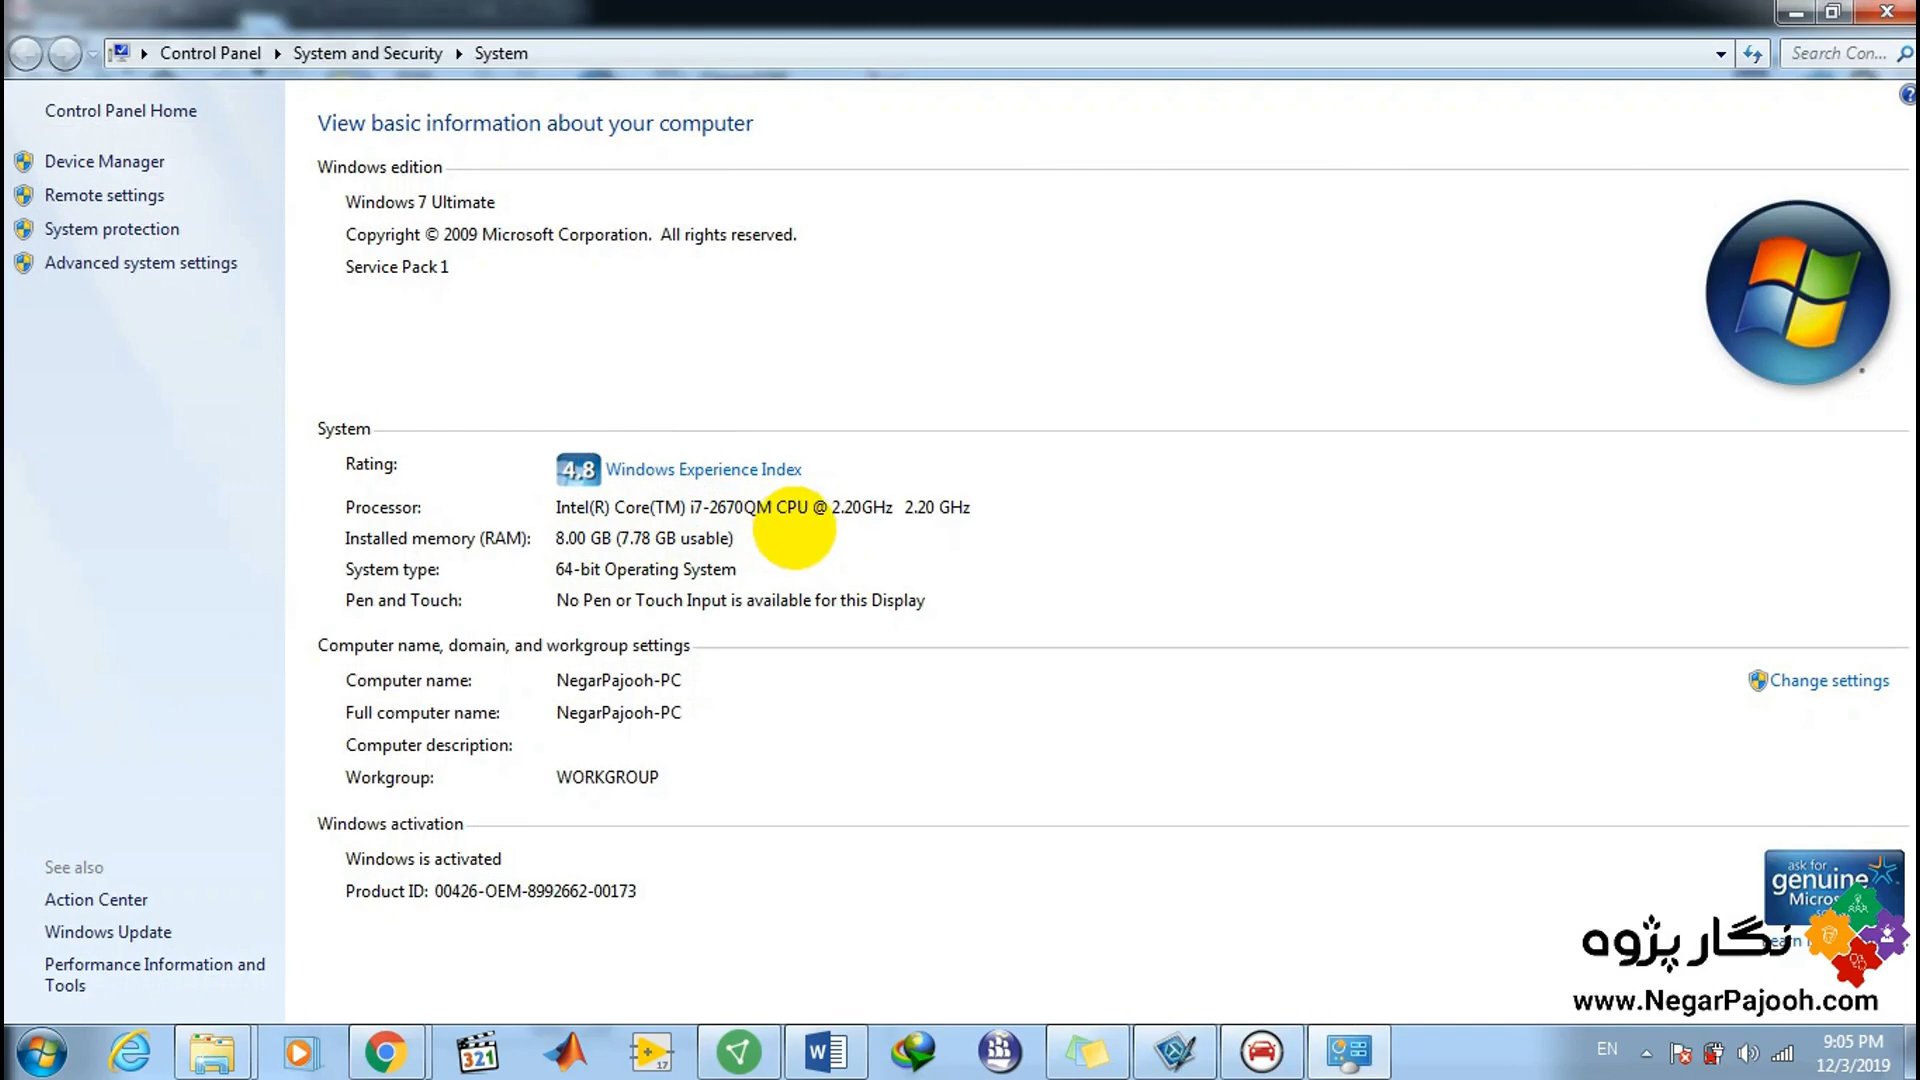 Control Panel
System and Security
System
Search Con...
Control Panel Home
Device Manager
Remote settings
System protection
Advanced system settings
View basic information about your computer
Windows edition
Windows 7 Ultimate
Copyright © 2009 Microsoft Corporation.  All rights reserved.
Service Pack 1
System
Rating:
4.8 Windows Experience Index
Processor:
Intel(R) Core(TM) i7-2670QM CPU @ 2.20GHz   2.20 GHz
Installed memory (RAM):
8.00 GB (7.78 GB usable)
System type:
64-bit Operating System
Pen and Touch:
No Pen or Touch Input is available for this Display
Computer name, domain, and workgroup settings
Computer name:
NegarPajooh-PC
Change settings
Full computer name:
NegarPajooh-PC
Computer description:
Workgroup:
WORKGROUP
Windows activation
Windows is activated
Product ID: 00426-OEM-8992662-00173
See also
Action Center
Windows Update
Performance Information and
Tools
ask for
genuine
نگار پژوه
www.NegarPajooh.com
321
17
W
EN
9:05 PM
12/3/2019